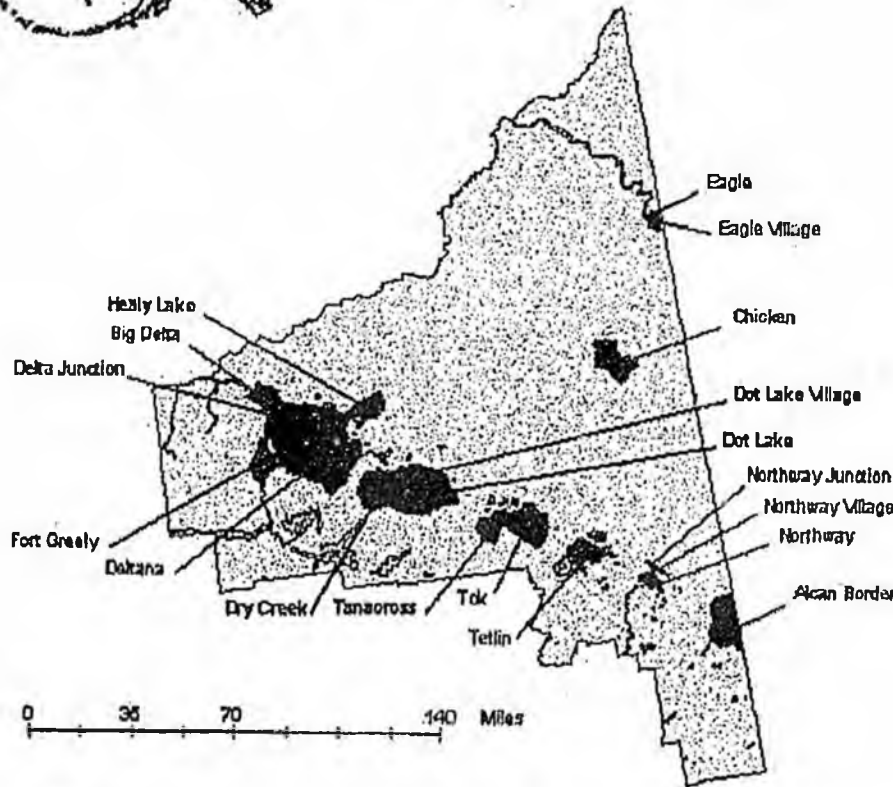 Eagle
Eagle Village
Healy Lake
Big Delta
Chicken
Delta Junction
Dot Lake Village
Dot Lake
Northway Junction
Northway Village
Fort Greely
Northway
Deltana
Alcan Border
Dry Creek
Tanacross
Tok
Tetlin
0 35 70 140 Miles